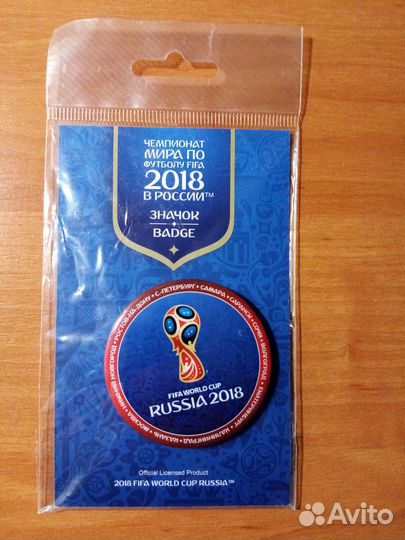 ЧЕМПИОНАТ
МИРА ПО
ФУТБОЛУ FIFA
2018
В РОССИИ™
ЗНАЧОК
BADGE
МОСКВА • НИЖНИЙ НОВГОРОД • РОСТОВ-НА-ДОНУ • С.-ПЕТЕРБУРГ • САМАРА • САРАНСК • СОЧИ • ВОЛГОГРАД • ЕКАТЕРИНБУРГ • КАЛИНИНГРАД • КАЗАНЬ •
FIFA WORLD CUP
RUSSIA 2018
Official Licensed Product
2018 FIFA WORLD CUP RUSSIA™
Avito